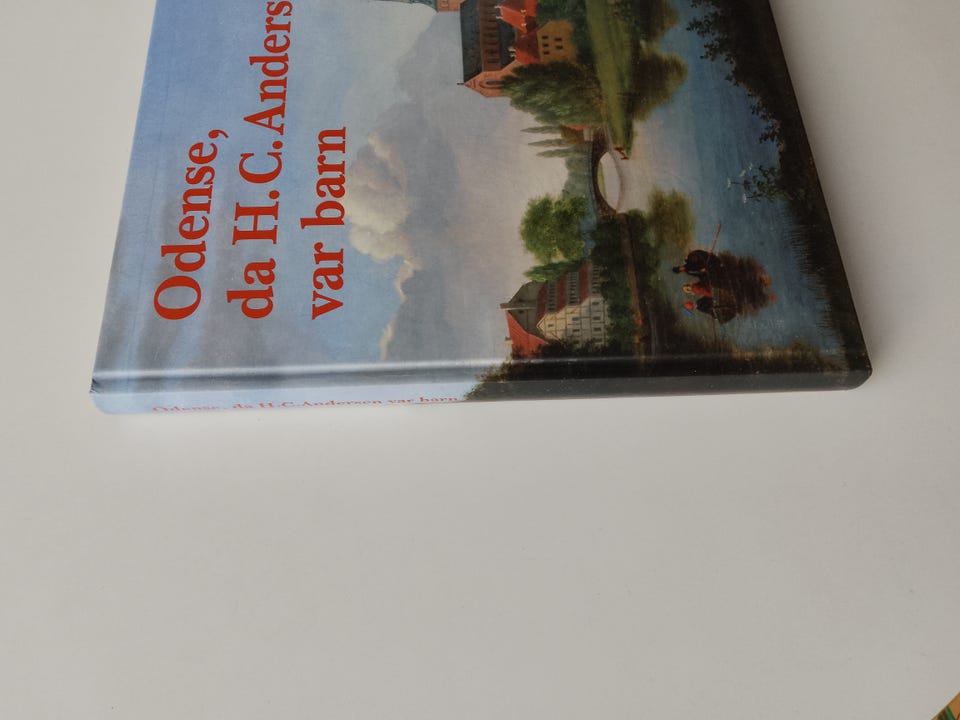 Odense,
da H.C.Anders
var barn
Odense, da H.C.Andersen var barn